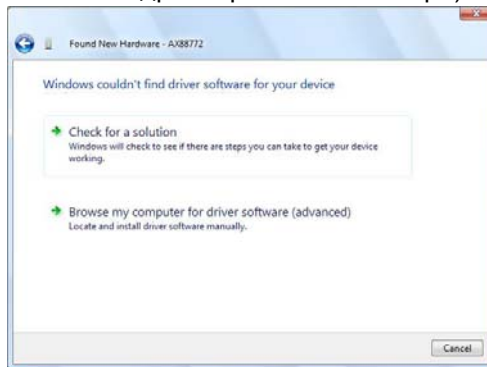 Found New Hardware - AX88772
Windows couldn't find driver software for your device
Check for a solution
Windows will check to see if there are steps you can take to get your device
working.
Browse my computer for driver software (advanced)
Locate and install driver software manually.
Cancel